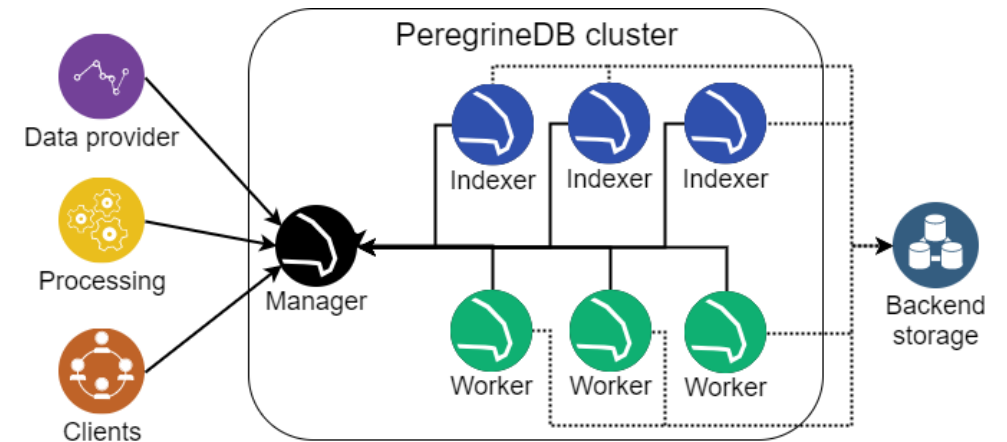 PeregrineDB cluster
Data provider
Indexer
Indexer
Indexer
Processing
Manager
Backend
storage
Worker
Worker
Worker
Clients